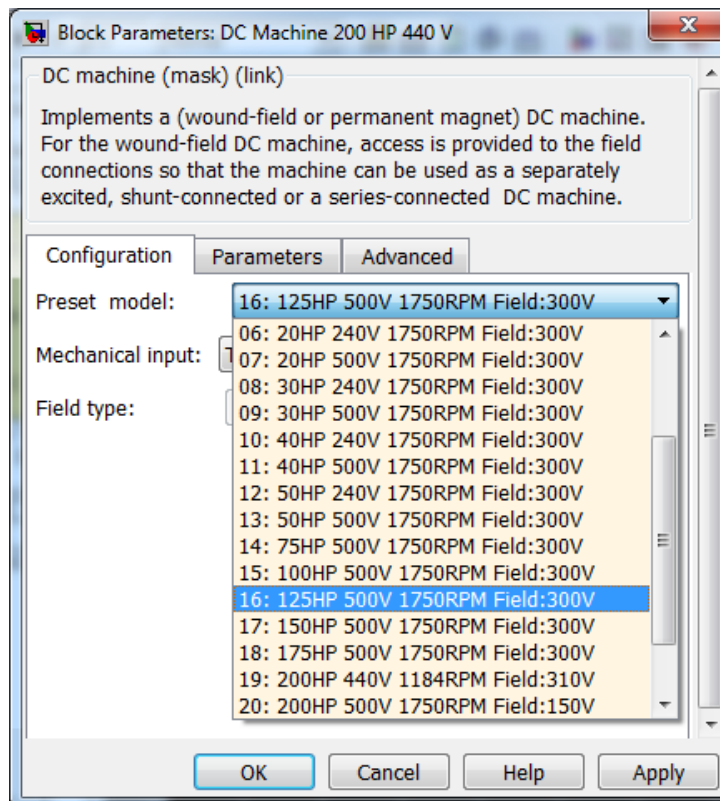 Block Parameters: DC Machine 200 HP 440 V
DC machine (mask) (link)
Implements a (wound-field or permanent magnet) DC machine.
For the wound-field DC machine, access is provided to the field
connections so that the machine can be used as a separately
excited, shunt-connected or a series-connected DC machine.
Configuration Parameters Advanced
Preset model: 16: 125HP 500V 1750RPM Field:300V
06: 20HP 240V 1750RPM Field:300V
Mechanical input:
07: 20HP 500V 1750RPM Field:300V
08: 30HP 240V 1750RPM Field:300V
Field type:
09: 30HP 500V 1750RPM Field:300V
10: 40HP 240V 1750RPM Field:300V
11: 40HP 500V 1750RPM Field:300V
12: 50HP 240V 1750RPM Field:300V
13: 50HP 500V 1750RPM Field:300V
14: 75HP 500V 1750RPM Field:300V
15: 100HP 500V 1750RPM Field:300V
16: 125HP 500V 1750RPM Field:300V
17: 150HP 500V 1750RPM Field:300V
18: 175HP 500V 1750RPM Field:300V
19: 200HP 440V 1184RPM Field:310V
20: 200HP 500V 1750RPM Field:150V
OK Cancel Help Apply